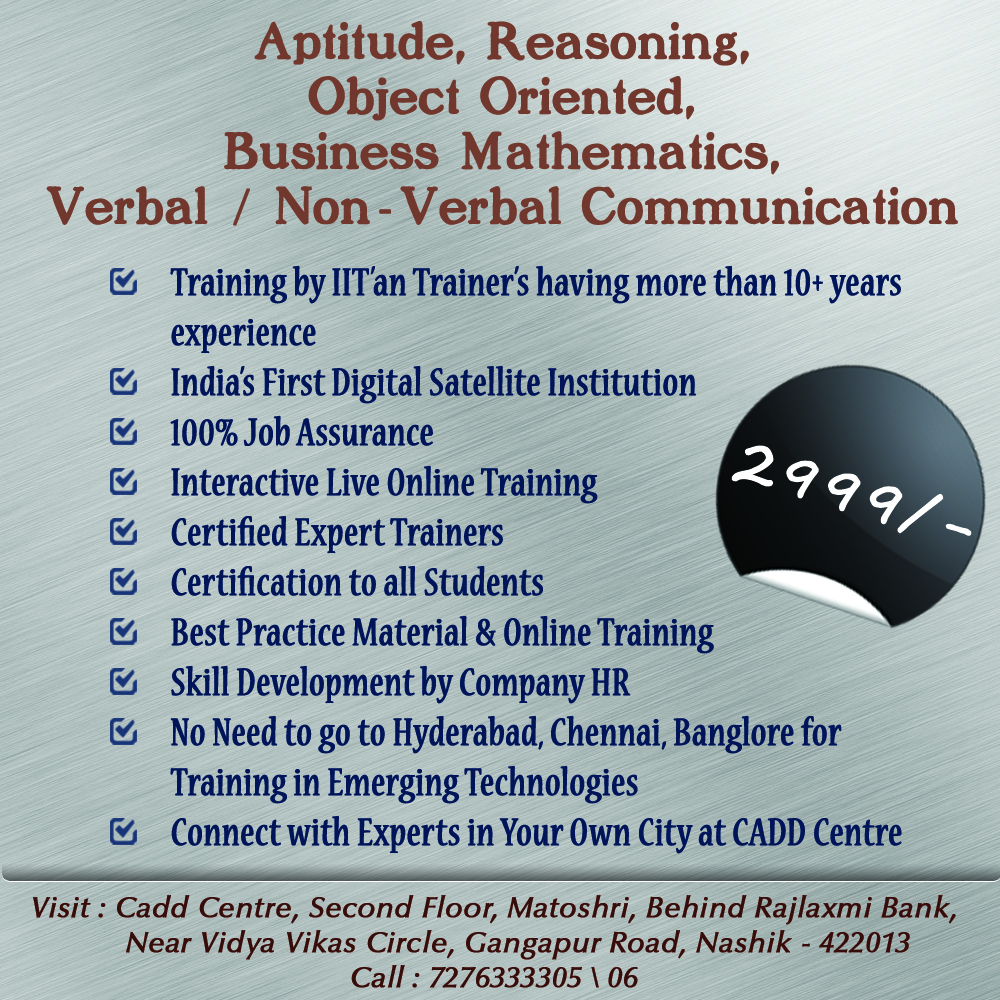 Aptitude, Reasoning,
Object Oriented,
Business Mathematics,
Verbal / Non-Verbal Communication
Training by IIT'an Trainer's having more than 10+ years
experience
India's First Digital Satellite Institution
100% Job Assurance
Interactive Live Online Training
Certified Expert Trainers
Certification to all Students
Best Practice Material & Online Training
Skill Development by Company HR
No Need to go to Hyderabad, Chennai, Banglore for
Training in Emerging Technologies
Connect with Experts in Your Own City at CADD Centre
2999/-
Visit : Cadd Centre, Second Floor, Matoshri, Behind Rajlaxmi Bank,
Near Vidya Vikas Circle, Gangapur Road, Nashik - 422013
Call : 7276333305 \ 06